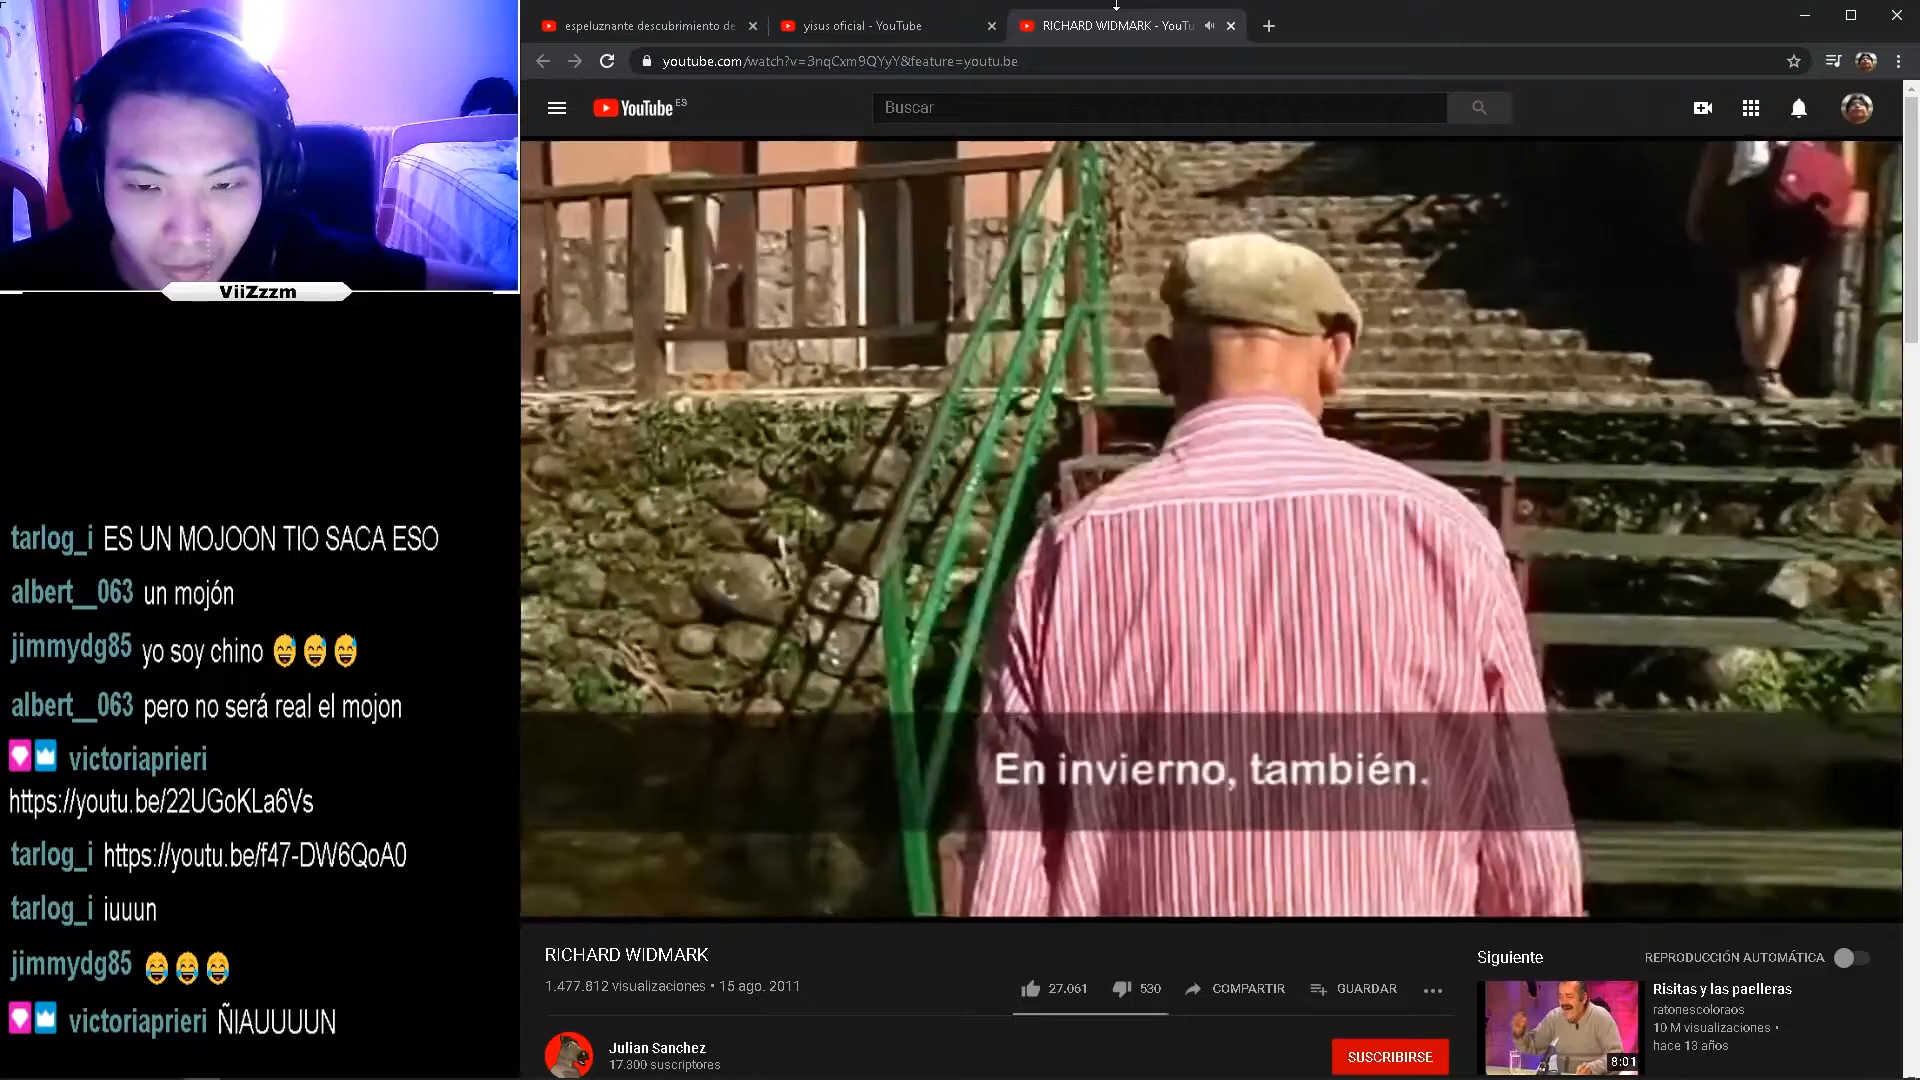 espeluznante descubrimiento de
yisus oficial - YouTube
RICHARD WIDMARK - YouTu
youtube.com/watch?v=3nqCxm9QYyY&feature=youtu.be
YouTube ES
Buscar
ViiZzzm
tarlog_i ES UN MOJOON TIO SACA ESO
albert__063 un mojón
jimmydg85 yo soy chino 😅😅😅
albert__063 pero no será real el mojon
victoriaprieri
https://youtu.be/22UGoKLa6Vs
tarlog_i https://youtu.be/f47-DW6QoA0
tarlog_i iuuun
jimmydg85 😂😂😂
victoriaprieri ÑIAUUUUN
En invierno, también.
RICHARD WIDMARK
1.477.812 visualizaciones • 15 ago. 2011
27.061
530
COMPARTIR
GUARDAR
Julian Sanchez
17.300 suscriptores
SUSCRIBIRSE
Siguiente
REPRODUCCIÓN AUTOMÁTICA
Risitas y las paelleras
ratonescoloraos
10 M visualizaciones •
hace 13 años
8:01